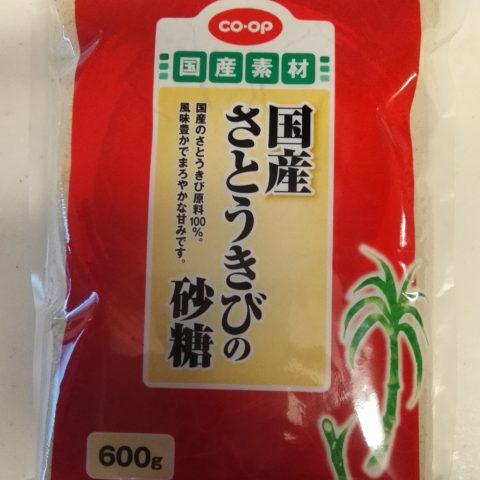 CO·OP
国産素材
国産
さとうきびの
砂糖
国産のさとうきび原料100%。
風味豊かでまろやかな甘みです。
600g